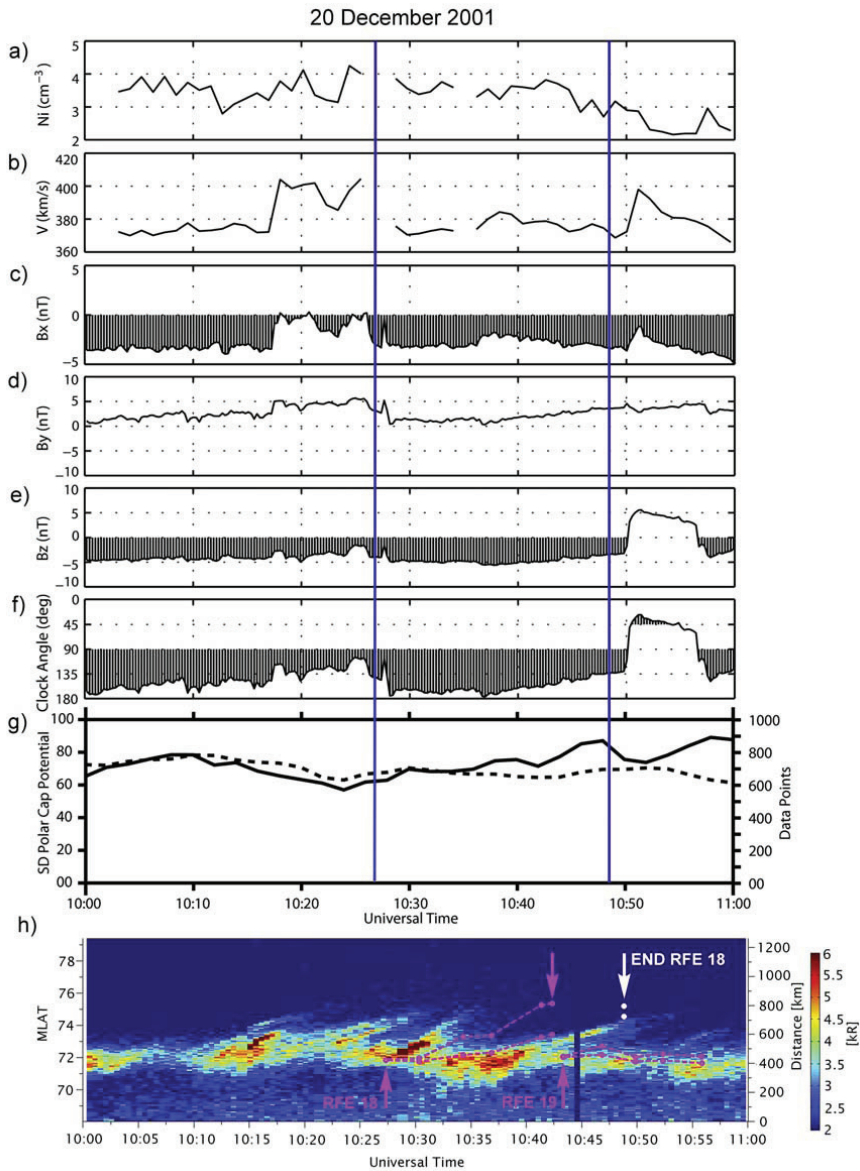 20 December 2001
a)
Ni (cm⁻³)
5
4
3
2
b)
V (km/s)
420
400
380
360
c)
Bx (nT)
5
0
−5
d)
By (nT)
10
5
0
−5
−10
e)
Bz (nT)
10
5
0
−5
−10
f)
Clock Angle (deg)
0
45
90
135
180
g)
SD Polar Cap Potential
100
80
60
40
20
00
1000
800
600
400
200
00
Data Points
10:00 10:10 10:20 10:30 10:40 10:50 11:00
Universal Time
h)
MLAT
78
76
74
72
70
END RFE 18
RFE 18
RFE 19
1200
1000
800
600
400
200
0
Distance [km]
6
5.5
5
4.5
4
3.5
3
2.5
2
[kR]
10:00 10:05 10:10 10:15 10:20 10:25 10:30 10:35 10:40 10:45 10:50 10:55 11:00
Universal Time